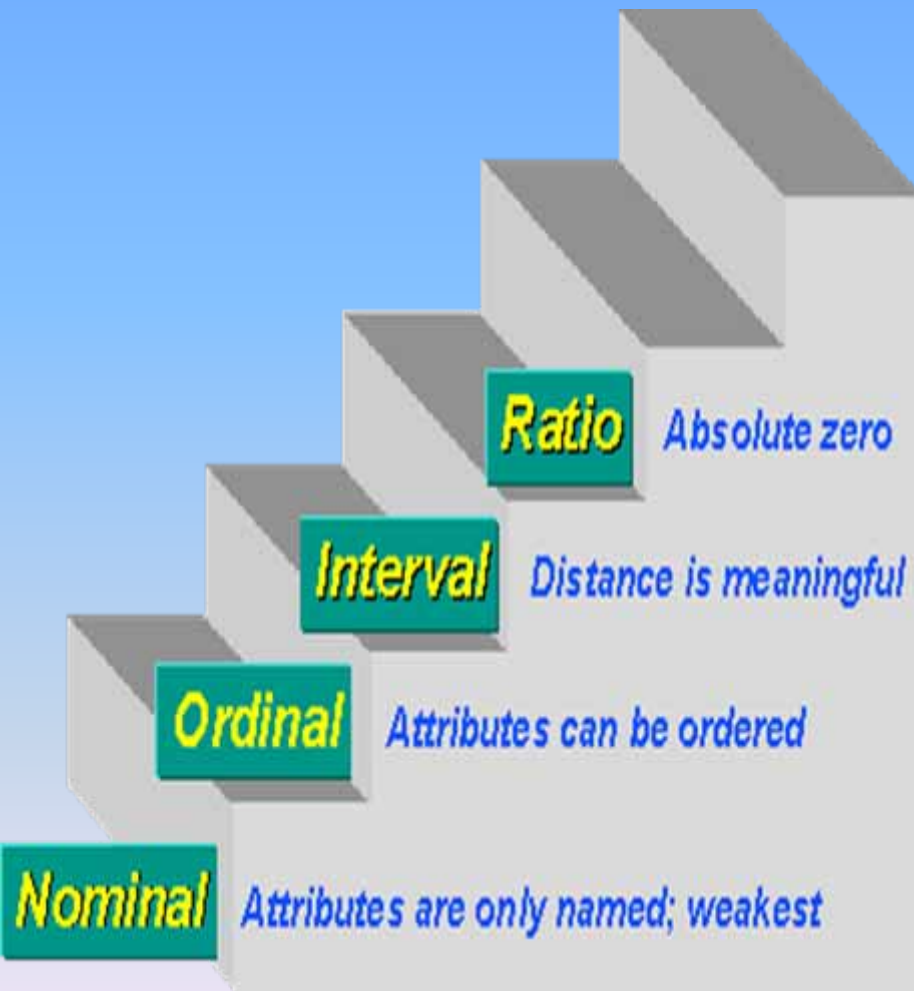 Ratio Absolute zero
Interval Distance is meaningful
Ordinal Attributes can be ordered
Nominal Attributes are only named; weakest